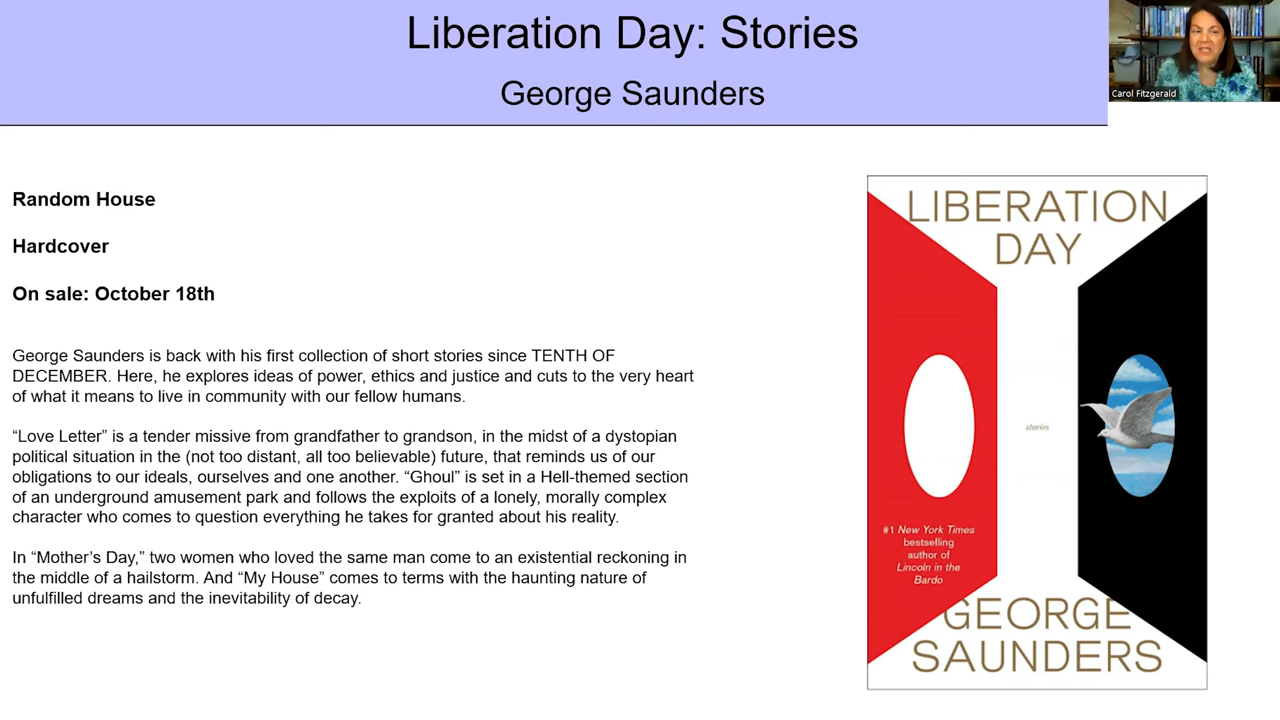 Liberation Day: Stories
George Saunders
Carol Fitzgerald
Random House
Hardcover
On sale: October 18th
George Saunders is back with his first collection of short stories since TENTH OF
DECEMBER. Here, he explores ideas of power, ethics and justice and cuts to the very heart
of what it means to live in community with our fellow humans.
“Love Letter” is a tender missive from grandfather to grandson, in the midst of a dystopian
political situation in the (not too distant, all too believable) future, that reminds us of our
obligations to our ideals, ourselves and one another. “Ghoul” is set in a Hell-themed section
of an underground amusement park and follows the exploits of a lonely, morally complex
character who comes to question everything he takes for granted about his reality.
In “Mother’s Day,” two women who loved the same man come to an existential reckoning in
the middle of a hailstorm. And “My House” comes to terms with the haunting nature of
unfulfilled dreams and the inevitability of decay.
LIBERATION
DAY
stories
#1 New York Times
bestselling
author of
Lincoln in the
Bardo
GEORGE
SAUNDERS